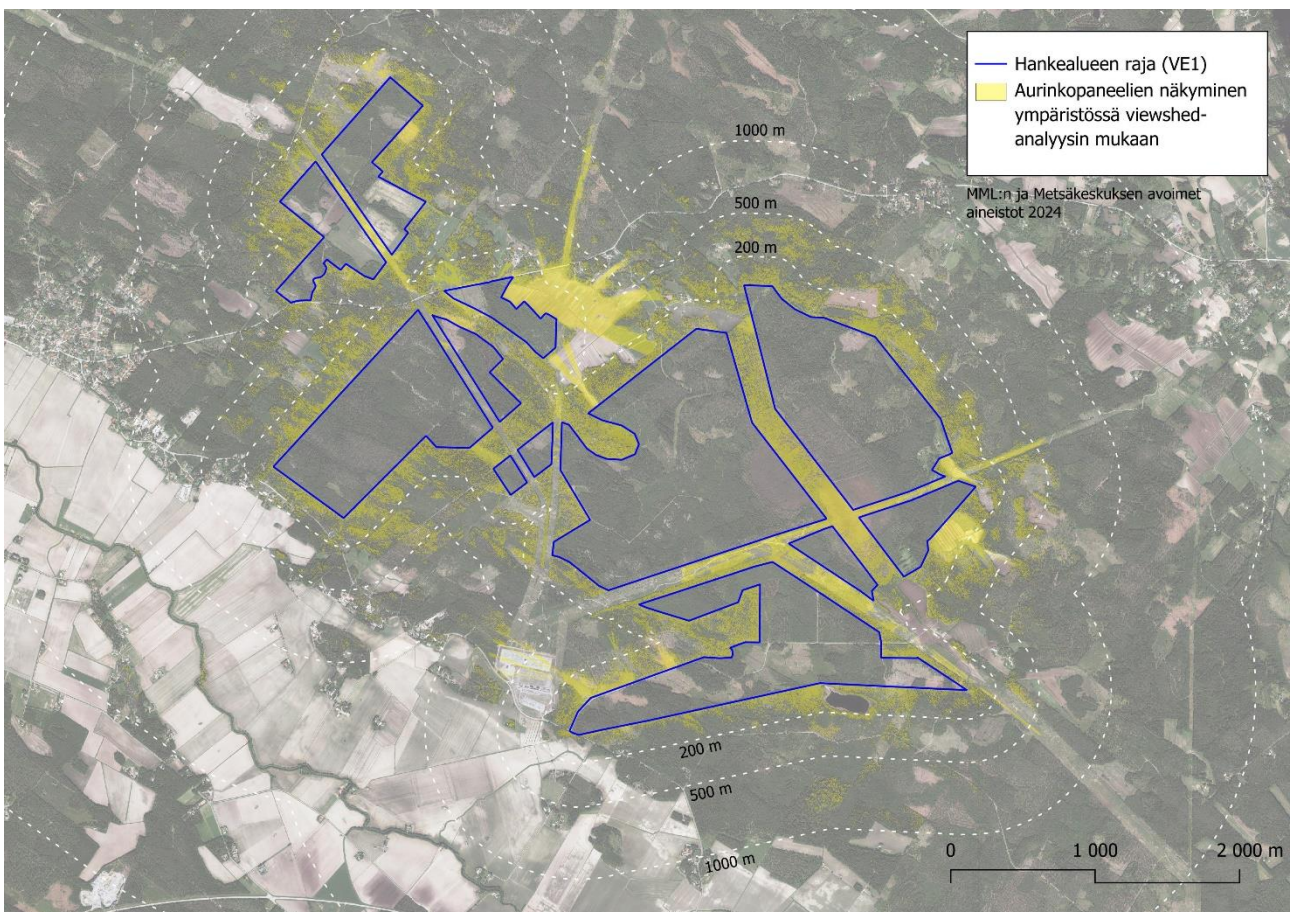 Hankealueen raja (VE1)
Aurinkopaneelien näkyminen
ympäristössä viewshed-
analyysin mukaan
MML:n ja Metsäkeskuksen avoimet
aineistot 2024
1000 m
500 m
200 m
200 m
500 m
1000 m
0 1 000 2 000 m